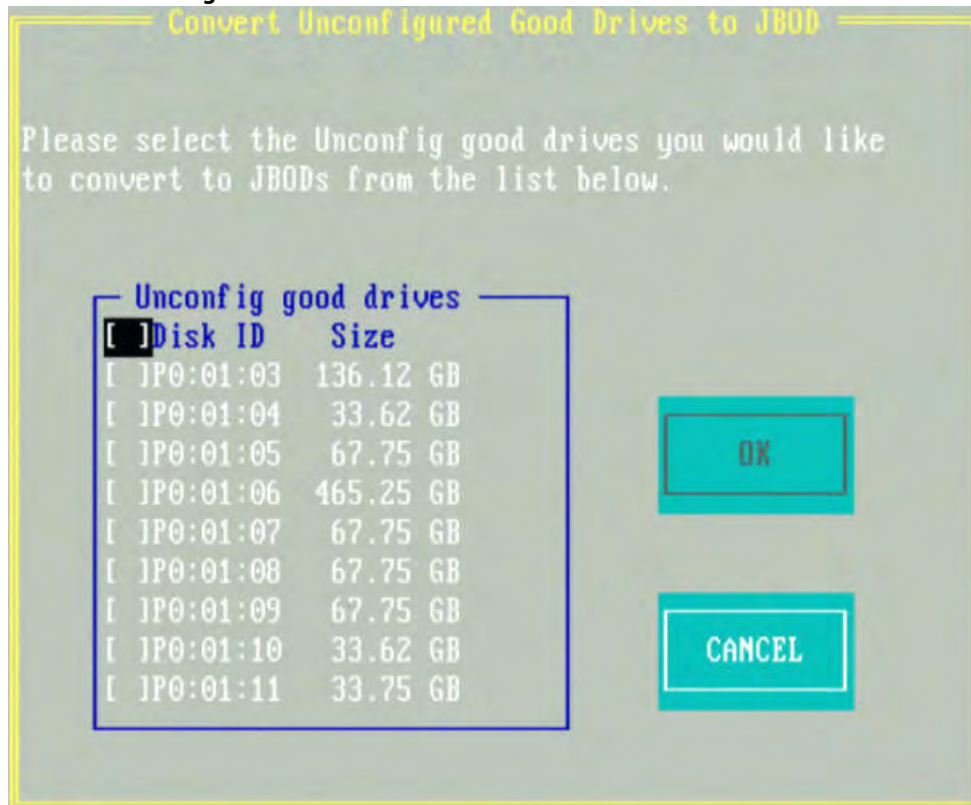 Convert Unconfigured Good Drives to JBOD
Please select the Unconfig good drives you would like
to convert to JBODs from the list below.
Unconfig good drives
[ ]Disk ID Size
[ ]P0:01:03 136.12 GB
[ ]P0:01:04 33.62 GB
[ ]P0:01:05 67.75 GB
[ ]P0:01:06 465.25 GB
[ ]P0:01:07 67.75 GB
[ ]P0:01:08 67.75 GB
[ ]P0:01:09 67.75 GB
[ ]P0:01:10 33.62 GB
[ ]P0:01:11 33.75 GB
OK
CANCEL